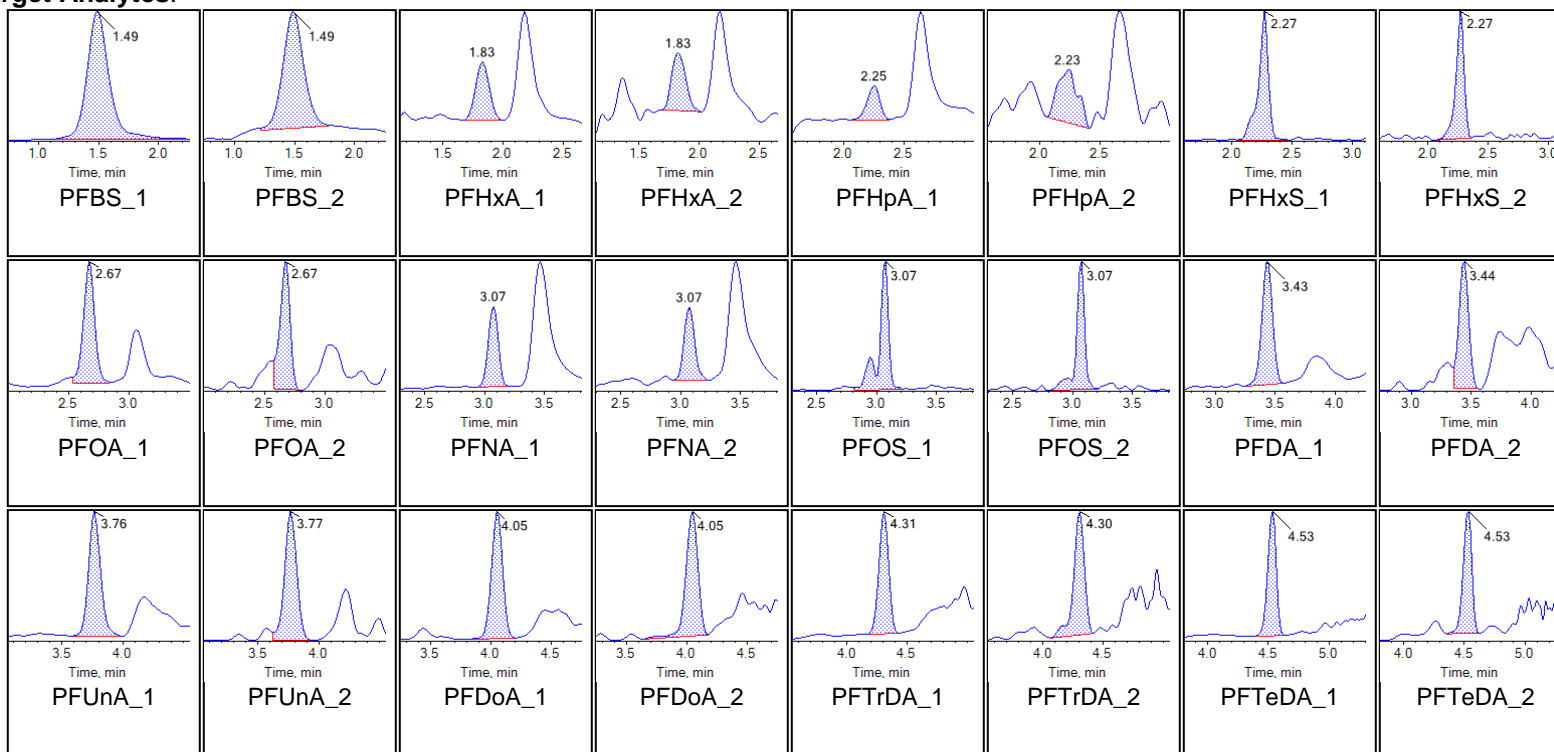 rget Analytes:
1.49 1.49 1.83 1.83 2.25 2.23 2.27 2.27
1.0 1.5 2.0 1.0 1.5 2.0 1.5 2.0 2.5 1.5 2.0 2.5 2.0 2.5 2.0 2.5 2.0 2.5 3.0 2.0 2.5 3.0
Time, min Time, min Time, min Time, min Time, min Time, min Time, min Time, min
PFBS_1 PFBS_2 PFHxA_1 PFHxA_2 PFHpA_1 PFHpA_2 PFHxS_1 PFHxS_2
2.67 2.67 3.07 3.07 3.07 3.07 3.43 3.44
2.5 3.0 2.5 3.0 2.5 3.0 3.5 2.5 3.0 3.5 2.5 3.0 3.5 2.5 3.0 3.5 3.0 3.5 4.0 3.0 3.5 4.0
Time, min Time, min Time, min Time, min Time, min Time, min Time, min Time, min
PFOA_1 PFOA_2 PFNA_1 PFNA_2 PFOS_1 PFOS_2 PFDA_1 PFDA_2
3.76 3.77 4.05 4.05 4.31 4.30 4.53 4.53
3.5 4.0 3.5 4.0 3.5 4.0 4.5 3.5 4.0 4.5 4.0 4.5 4.0 4.5 4.0 4.5 5.0 4.0 4.5 5.0
Time, min Time, min Time, min Time, min Time, min Time, min Time, min Time, min
PFUnA_1 PFUnA_2 PFDoA_1 PFDoA_2 PFTrDA_1 PFTrDA_2 PFTeDA_1 PFTeDA_2